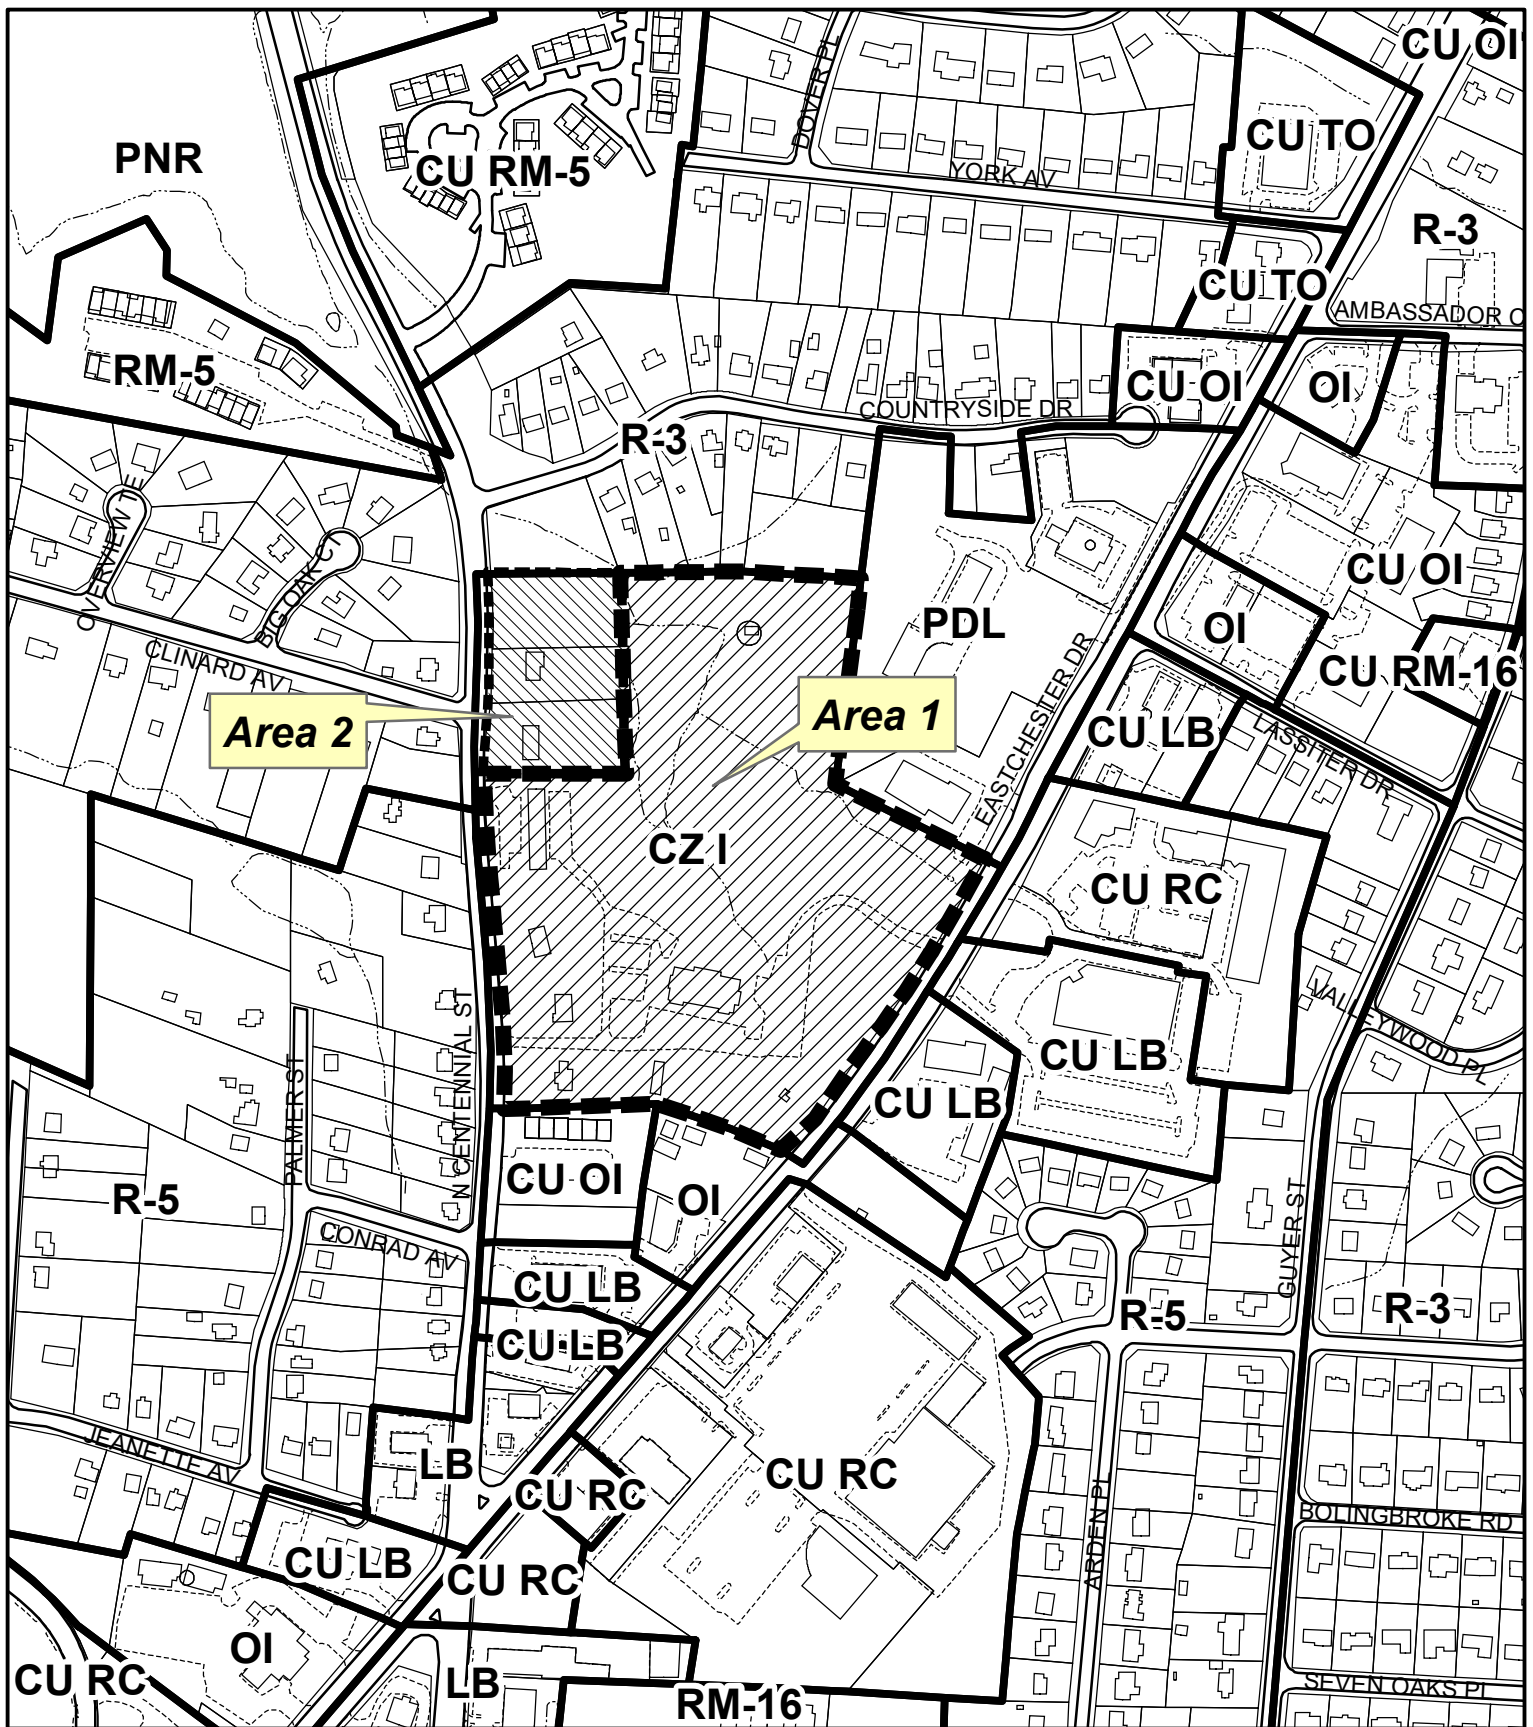 CU OI
DOVER PL
PNR
CU RM-5
CU TO
YORK AV
R-3
CU TO
AMBASSADOR C
RM-5
CU OI
OI
COUNTRYSIDE DR
R-3
OVERVIEW TE
BIG OAK CT
CU OI
PDL
OI
CLINARD AV
CU RM-16
Area 2
Area 1
EASTCHESTER DR
CU LB
LASSITER DR
CZ I
CU RC
VALLEYWOOD PL
N CENTENNIAL ST
PALMER ST
CU LB
CU LB
CU OI
OI
R-5
GUYER ST
CONRAD AV
CU LB
CU LB
R-5
R-3
JEANETTE AV
LB
CU RC
CU RC
ARDEN PL
BOLINGBROKE RD
CU LB
CU RC
OI
CU RC
LB
RM-16
SEVEN OAKS PL